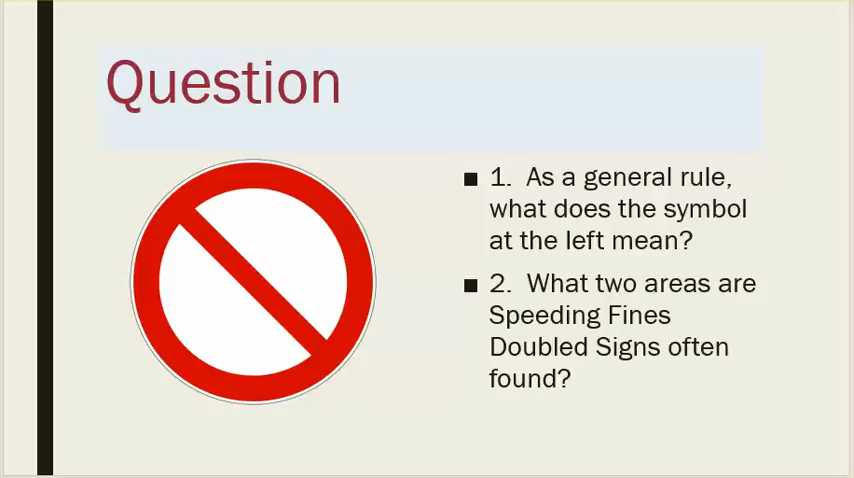 Question
■ 1. As a general rule,
what does the symbol
at the left mean?
■ 2. What two areas are
Speeding Fines
Doubled Signs often
found?